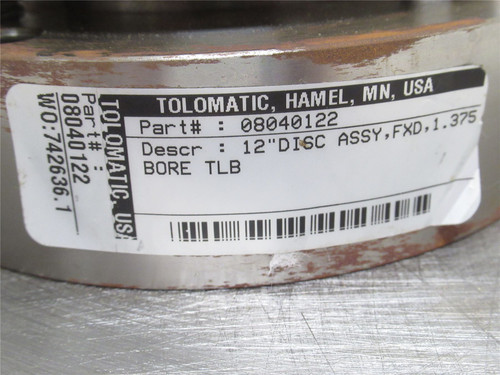 TOLOMATIC, HAMEL, MN, USA
Part# : 08040122
Descr : 12"DISC ASSY,FXD,1.375
BORE TLB
TOLOMATIC, USA
Part# :
08040122
WO:742636.1